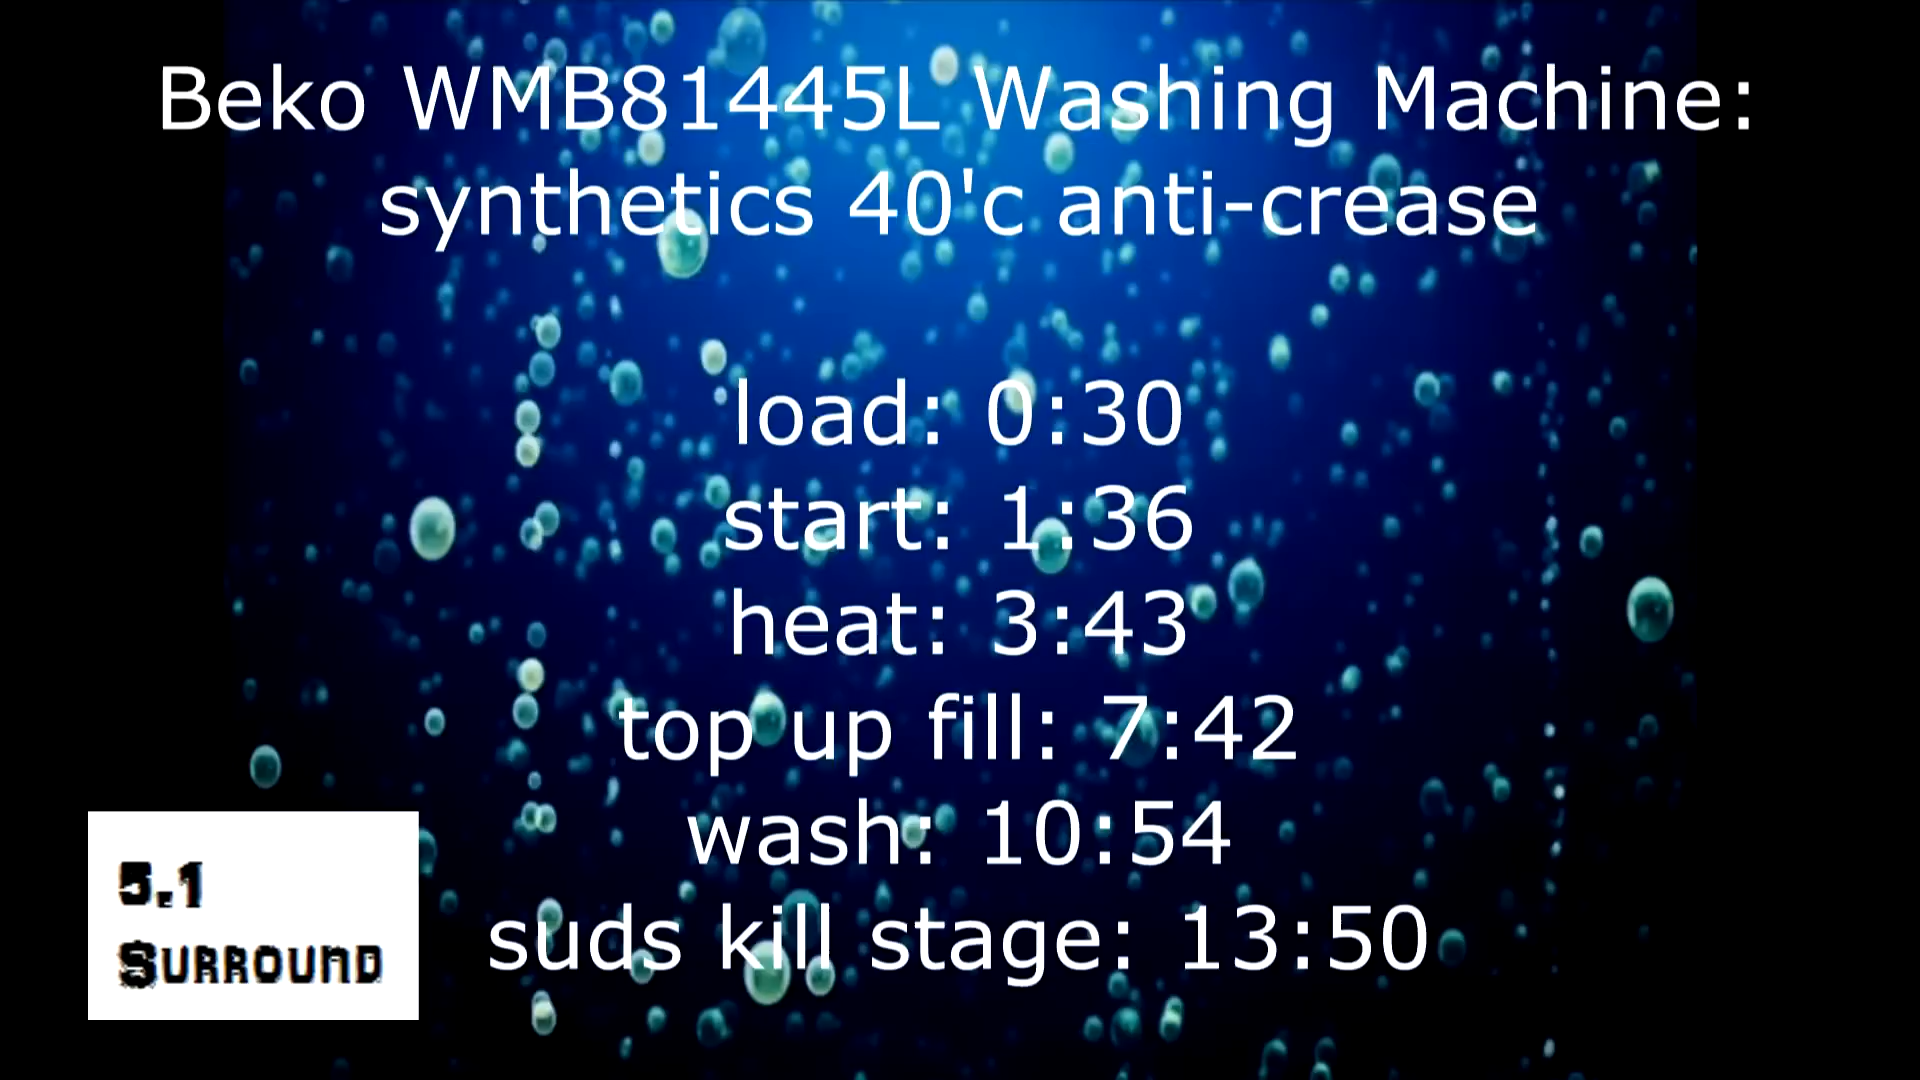 Beko WMB81445L Washing Machine:
synthetics 40'c anti-crease
load: 0:30
start: 1:36
heat: 3:43
top up fill: 7:42
wash: 10:54
suds kill stage: 13:50
5.1
Surround